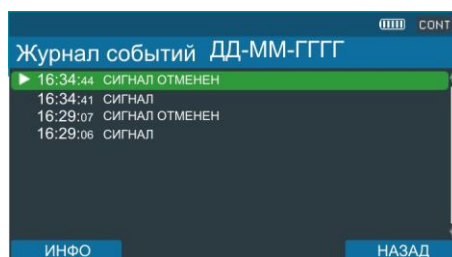 CONT
Журнал событий ДД-ММ-ГГГГ
16:34:44 СИГНАЛ ОТМЕНЕН
16:34:41 СИГНАЛ
16:29:07 СИГНАЛ ОТМЕНЕН
16:29:06 СИГНАЛ
ИНФО НАЗАД